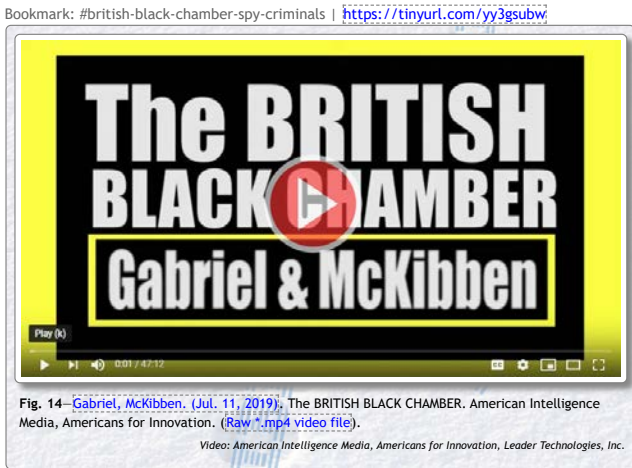 Bookmark: #british-black-chamber-spy-criminals | https://tinyurl.com/yy3gsubw
The BRITISH
BLACK CHAMBER
Gabriel & McKibben
Play (k)
0:01 / 47:12
CC
Fig. 14—Gabriel, McKibben. (Jul. 11, 2019). The BRITISH BLACK CHAMBER. American Intelligence
Media, Americans for Innovation. (Raw *.mp4 video file).
Video: American Intelligence Media, Americans for Innovation, Leader Technologies, Inc.